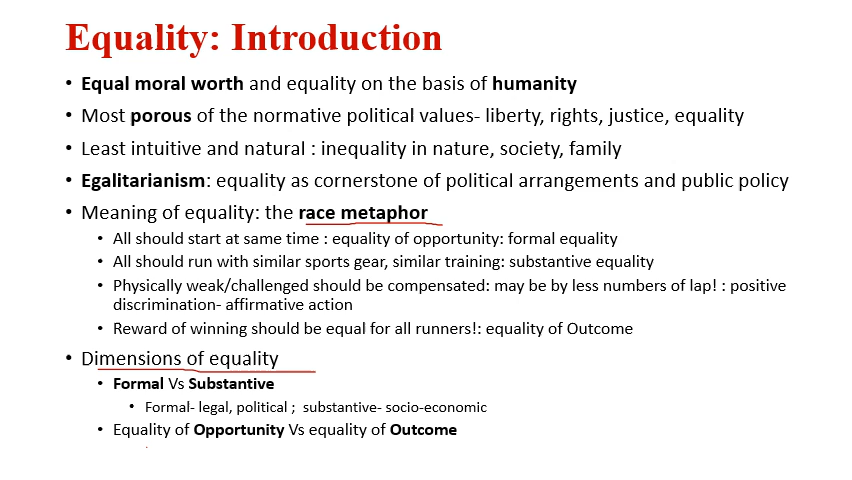 Equality: Introduction
• Equal moral worth and equality on the basis of humanity
• Most porous of the normative political values- liberty, rights, justice, equality
• Least intuitive and natural : inequality in nature, society, family
• Egalitarianism: equality as cornerstone of political arrangements and public policy
• Meaning of equality: the race metaphor
• All should start at same time : equality of opportunity: formal equality
• All should run with similar sports gear, similar training: substantive equality
• Physically weak/challenged should be compensated: may be by less numbers of lap! : positive
discrimination- affirmative action
• Reward of winning should be equal for all runners!: equality of Outcome
• Dimensions of equality
• Formal Vs Substantive
• Formal- legal, political ; substantive- socio-economic
• Equality of Opportunity Vs equality of Outcome